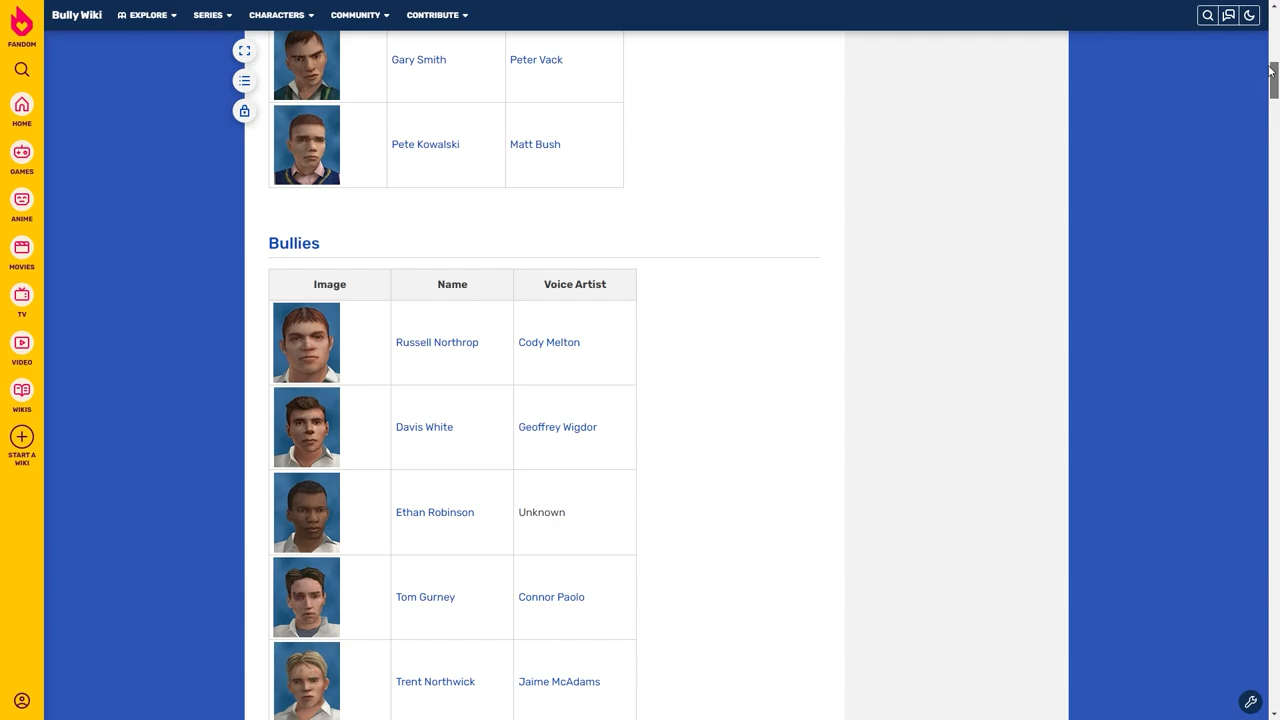 Bully Wiki
EXPLORE
SERIES
CHARACTERS
COMMUNITY
CONTRIBUTE
FANDOM
HOME
GAMES
ANIME
MOVIES
TV
VIDEO
WIKIS
START A
WIKI
Gary Smith Peter Vack
Pete Kowalski Matt Bush
Bullies
Image Name Voice Artist
Russell Northrop Cody Melton
Davis White Geoffrey Wigdor
Ethan Robinson Unknown
Tom Gurney Connor Paolo
Trent Northwick Jaime McAdams